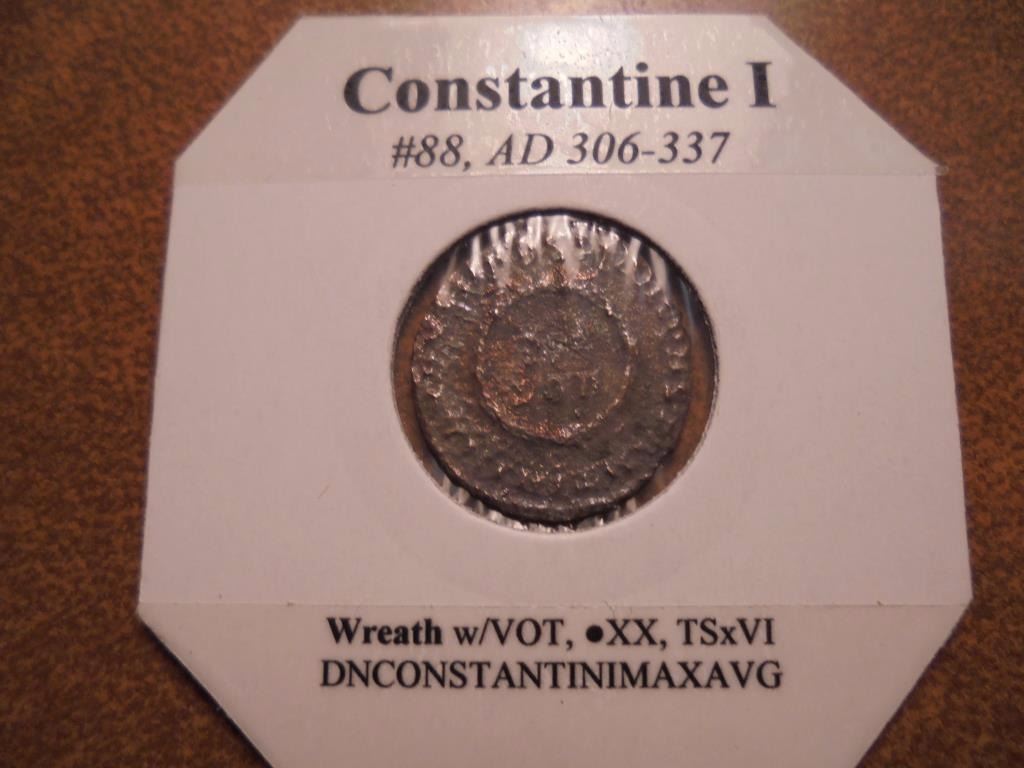 Constantine I
#88, AD 306-337
Wreath w/VOT, ●XX, TSxVI
DNCONSTANTINIMAXAVG